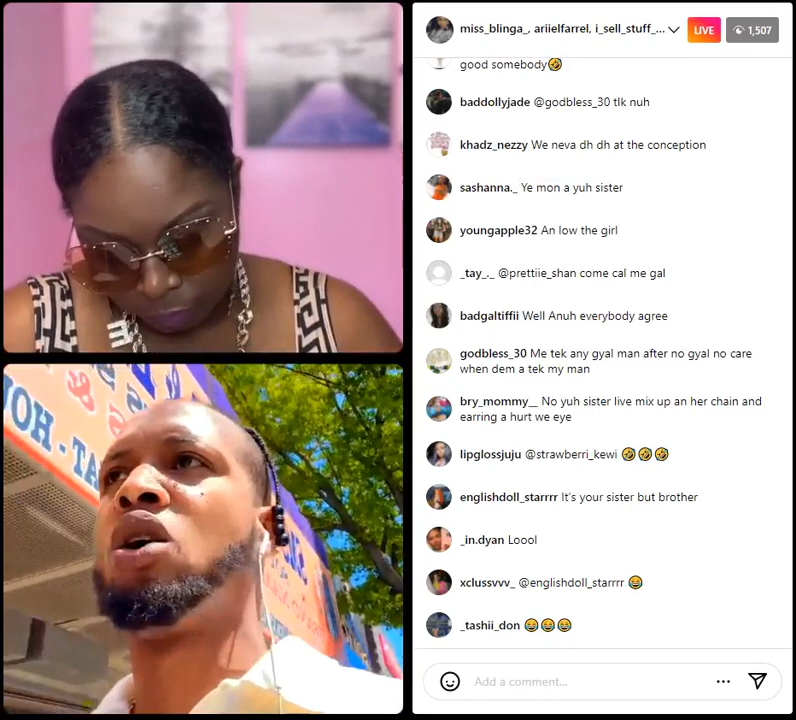 miss_blinga_, ariielfarrel, i_sell_stuff_...
LIVE
1,507
good somebody🤣
baddollyjade @godbless_30 tlk nuh
khadz_nezzy We neva dh dh at the conception
sashanna._ Ye mon a yuh sister
youngapple32 An low the girl
_tay_._ @prettiie_shan come cal me gal
badgaltiffii Well Anuh everybody agree
godbless_30 Me tek any gyal man after no gyal no care
when dem a tek my man
bry_mommy__ No yuh sister live mix up an her chain and
earring a hurt we eye
lipglossjuju @strawberri_kewi 🤣🤣🤣
englishdoll_starrrr It's your sister but brother
_in.dyan Loool
xclussvvv_ @englishdoll_starrrr 😂
_tashii_don 😂😂😂
Add a comment...